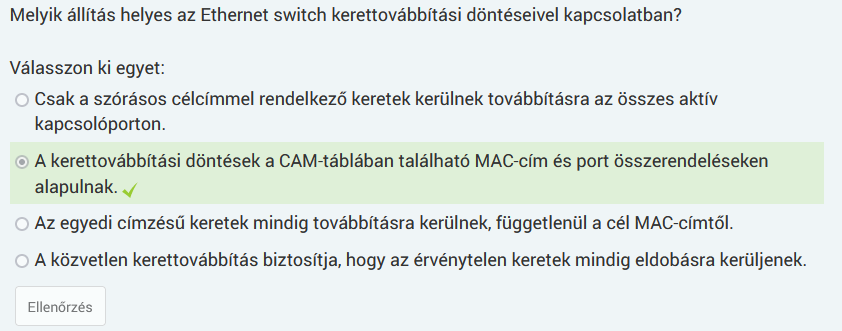 Melyik állítás helyes az Ethernet switch kerettovábbítási döntéseivel kapcsolatban?
Válasszon ki egyet:
Csak a szórásos célcímmel rendelkező keretek kerülnek továbbításra az összes aktív
kapcsolóporton.
A kerettovábbítási döntések a CAM-táblában található MAC-cím és port összerendeléseken
alapulnak.
Az egyedi címzésű keretek mindig továbbításra kerülnek, függetlenül a cél MAC-címtől.
A közvetlen kerettovábbítás biztosítja, hogy az érvénytelen keretek mindig eldobásra kerüljenek.
Ellenőrzés